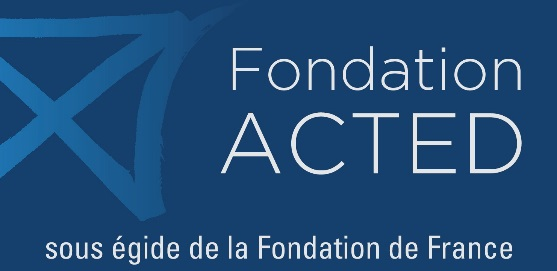 Fondation
ACTED
sous égide de la Fondation de France